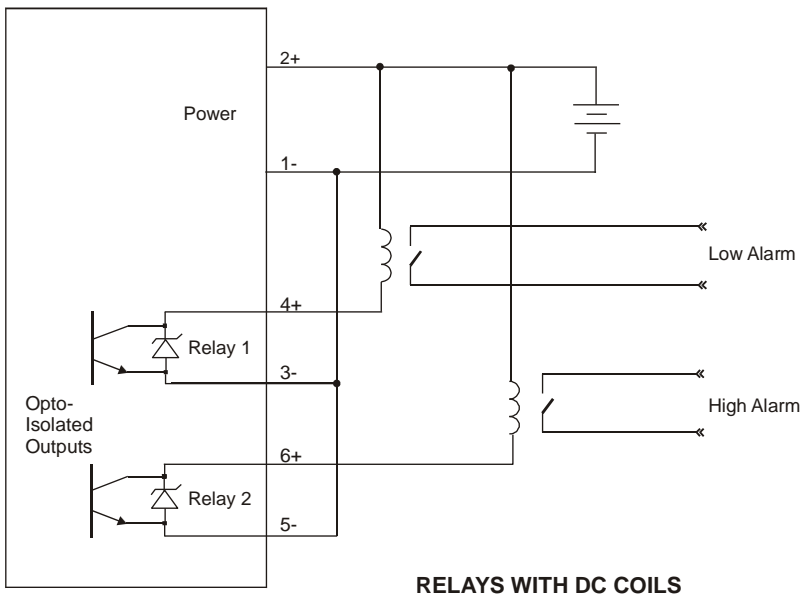 2+
Power
1-
Low Alarm
4+
Relay 1
3-
High Alarm
Opto-
Isolated
Outputs
6+
Relay 2
5-
RELAYS WITH DC COILS